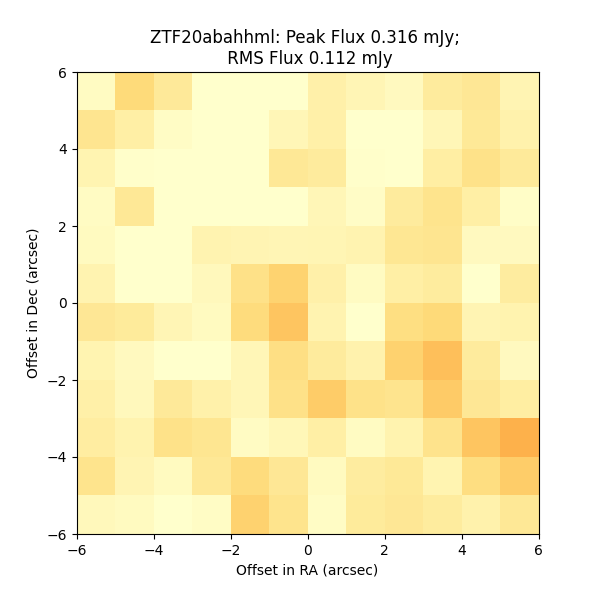 ZTF20abahhml: Peak Flux 0.316 mJy;
RMS Flux 0.112 mJy
6
4
2
0
−2
−4
−6
Offset in Dec (arcsec)
−6 −4 −2 0 2 4 6
Offset in RA (arcsec)